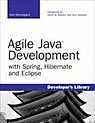 Agile Java
Development
with Spring, Hibernate
and Eclipse
Developer's Library